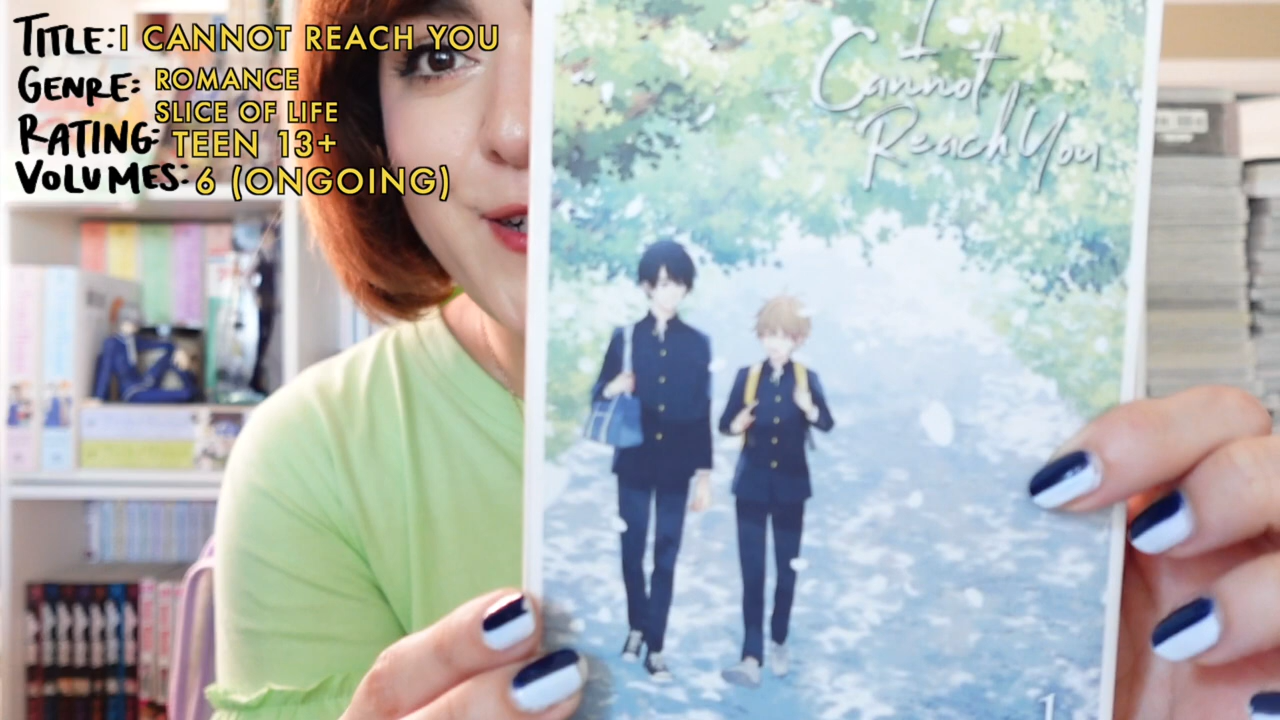 TITLE: I CANNOT REACH YOU
GENRE: ROMANCE
SLICE OF LIFE
RATING: TEEN 13+
VOLUMES: 6 (ONGOING)
I
Cannot
Reach You
1